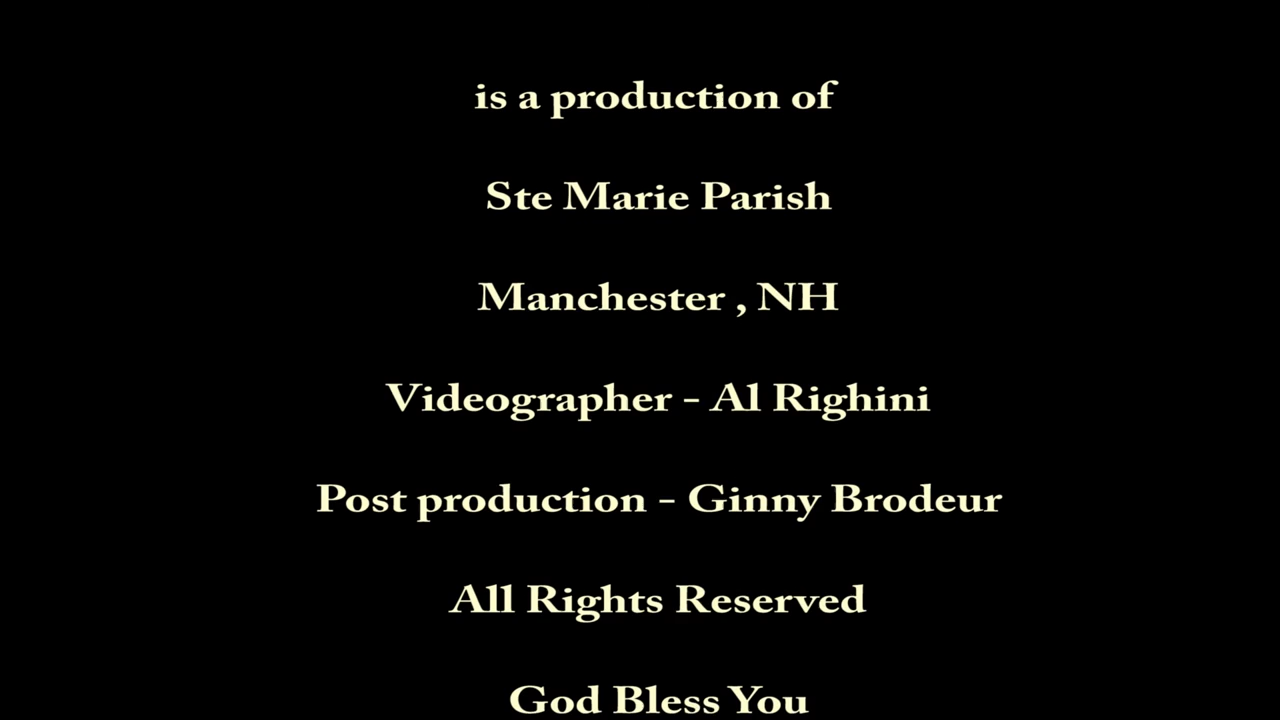 is a production of
Ste Marie Parish
Manchester , NH
Videographer - Al Righini
Post production - Ginny Brodeur
All Rights Reserved
God Bless You